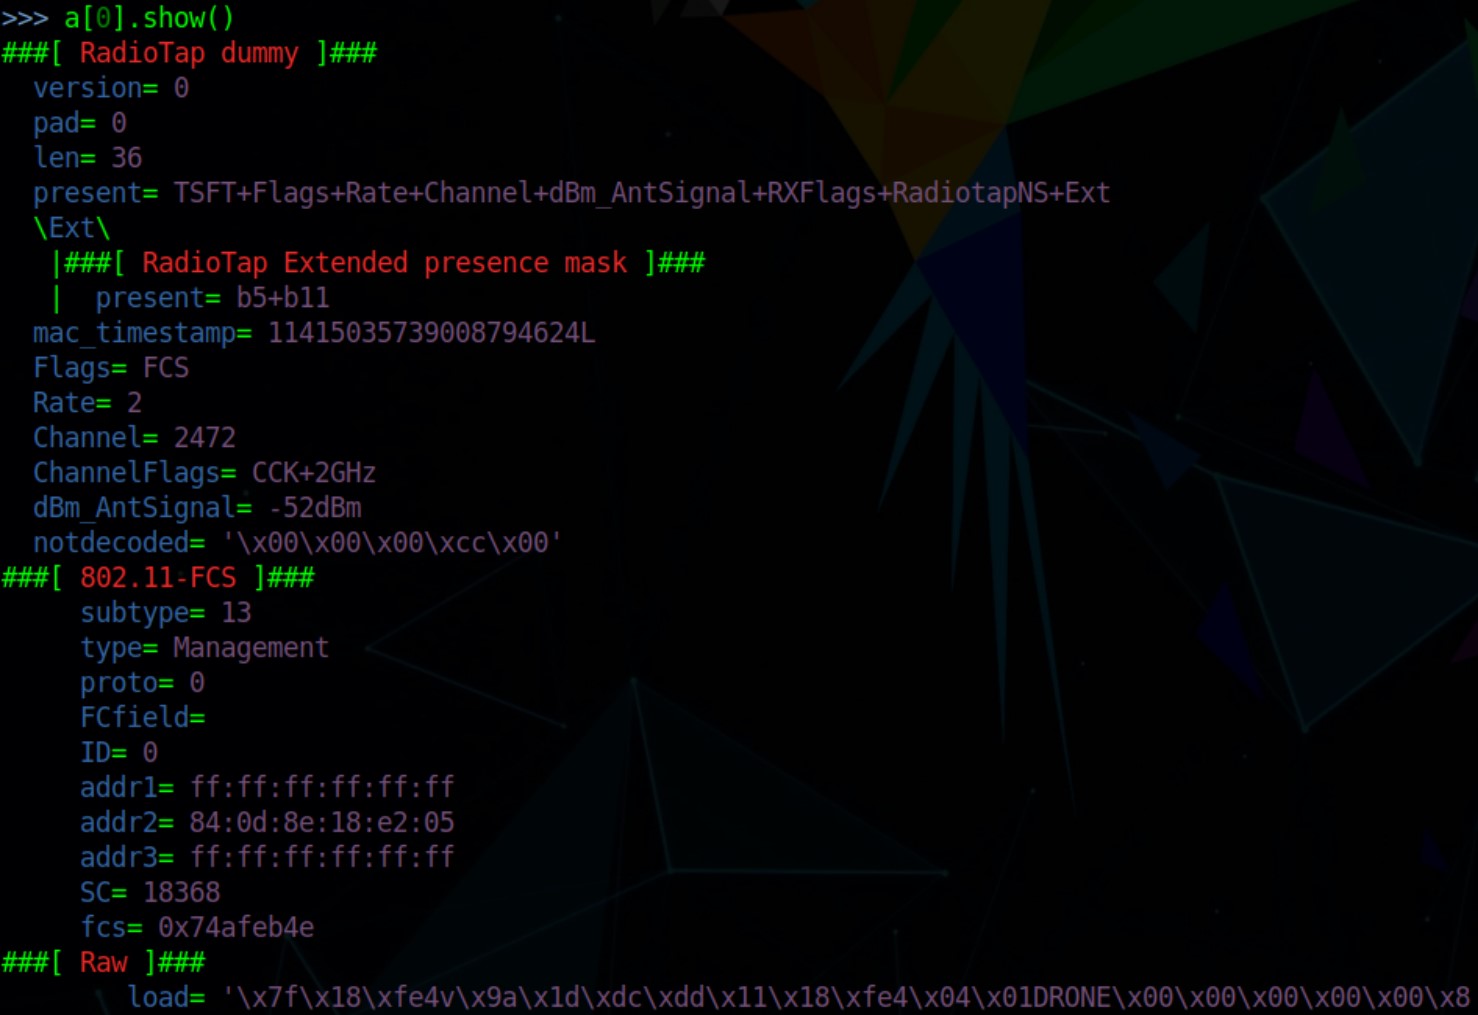 >>> a[0].show()
###[ RadioTap dummy ]###
  version= 0
  pad= 0
  len= 36
  present= TSFT+Flags+Rate+Channel+dBm_AntSignal+RXFlags+RadiotapNS+Ext
  \Ext\
   |###[ RadioTap Extended presence mask ]###
   |  present= b5+b11
  mac_timestamp= 11415035739008794624L
  Flags= FCS
  Rate= 2
  Channel= 2472
  ChannelFlags= CCK+2GHz
  dBm_AntSignal= -52dBm
  notdecoded= '\x00\x00\x00\xcc\x00'
###[ 802.11-FCS ]###
     subtype= 13
     type= Management
     proto= 0
     FCfield=
     ID= 0
     addr1= ff:ff:ff:ff:ff:ff
     addr2= 84:0d:8e:18:e2:05
     addr3= ff:ff:ff:ff:ff:ff
     SC= 18368
     fcs= 0x74afeb4e
###[ Raw ]###
        load= '\x7f\x18\xfe4v\x9a\x1d\xdc\xdd\x11\x18\xfe4\x04\x01DRONE\x00\x00\x00\x00\x00\x8